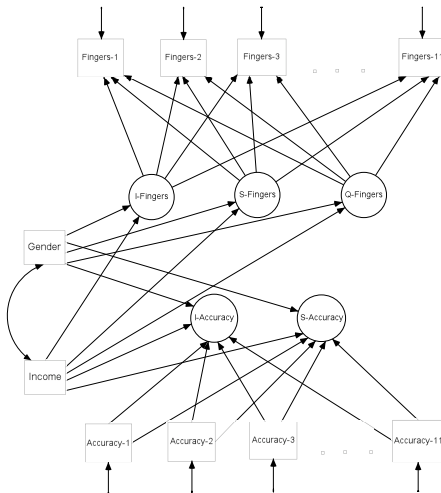 Fingers-1
Fingers-2
Fingers-3
Fingers-11
I-Fingers
S-Fingers
Q-Fingers
Gender
I-Accuracy
S-Accuracy
Income
Accuracy-1
Accuracy-2
Accuracy-3
Accuracy-11